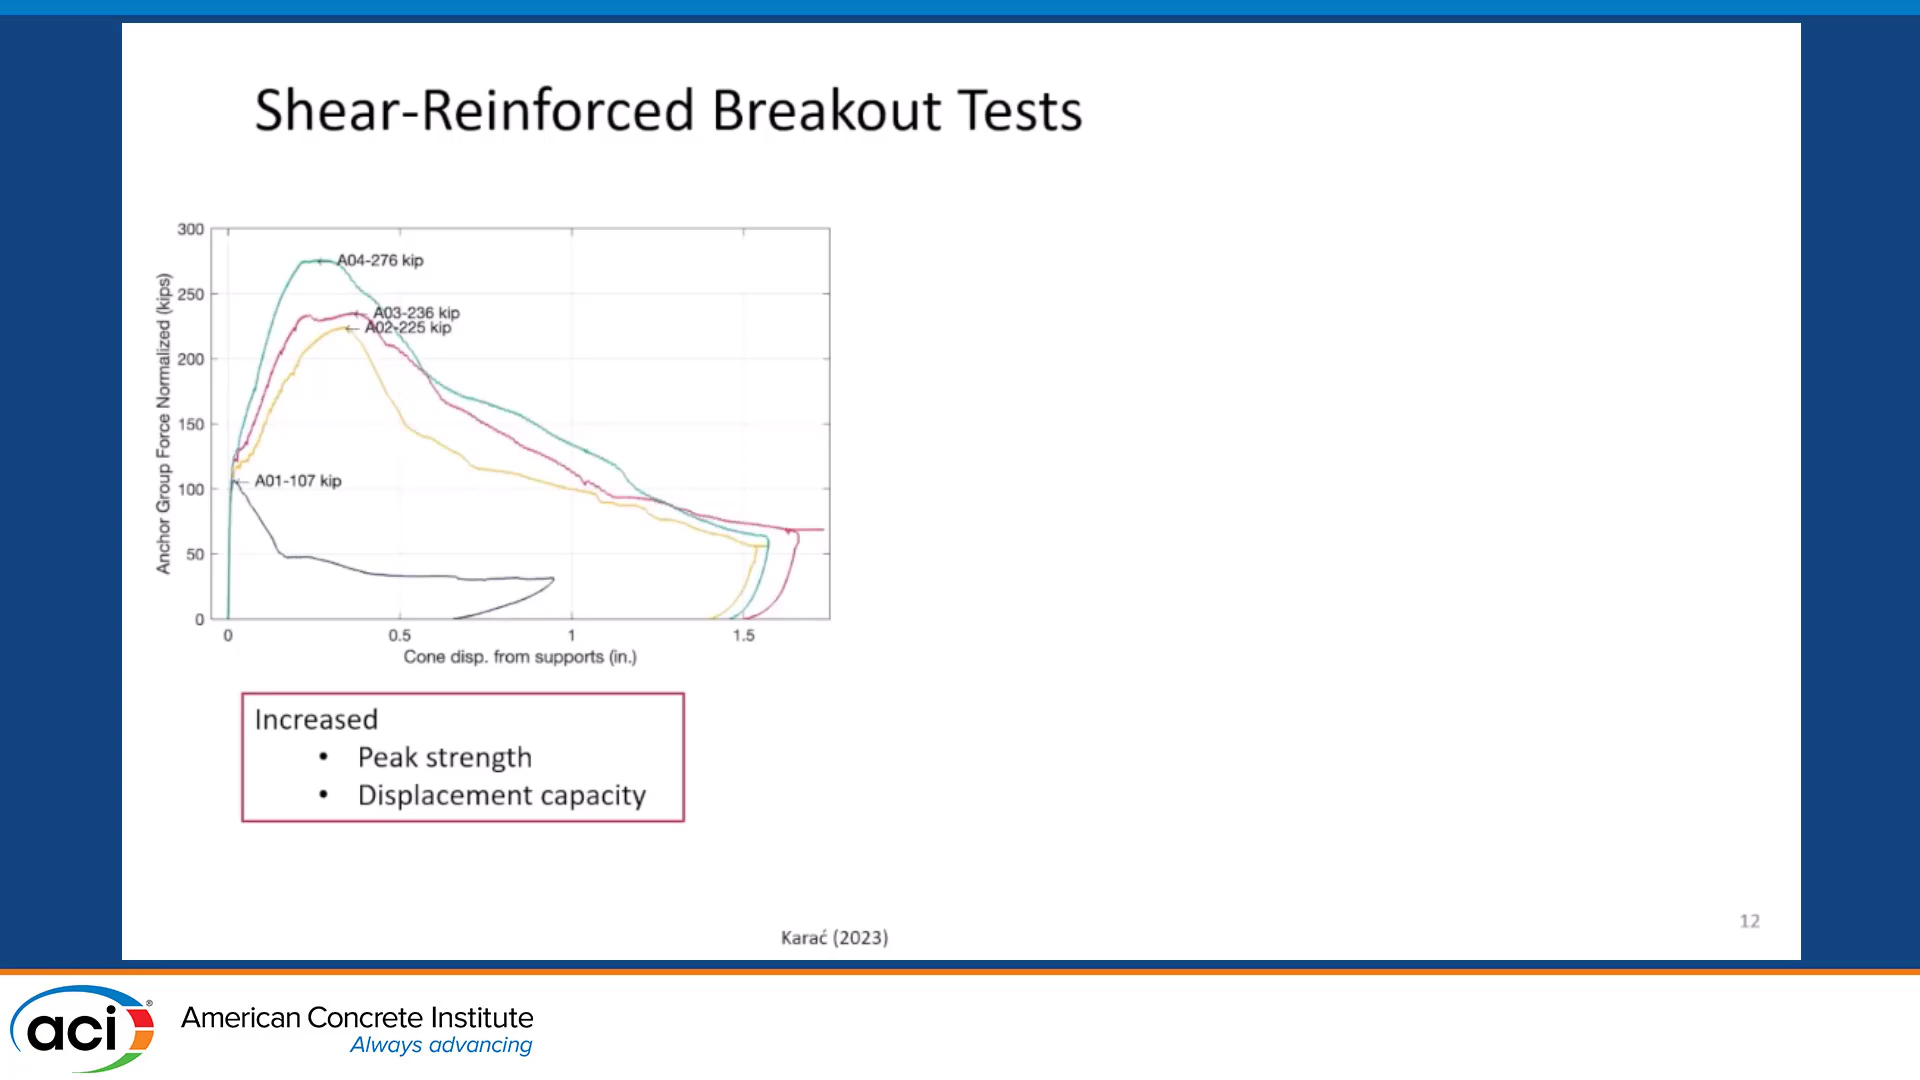 Shear-Reinforced Breakout Tests
Anchor Group Force Normalized (kips)
300
250
200
150
100
50
0
A04-276 kip
A03-236 kip
A02-225 kip
A01-107 kip
0
0.5
1
1.5
Cone disp. from supports (in.)
Increased
• Peak strength
• Displacement capacity
Karać (2023)
12
aci®
American Concrete Institute
Always advancing